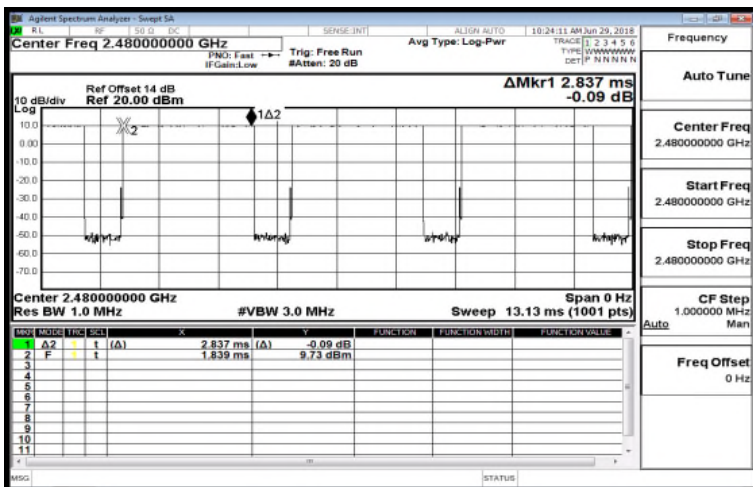 Agilent Spectrum Analyzer - Swept SA
RL RF 50 Ω DC SENSE:INT ALIGN AUTO 10:24:11 AM Jun 29, 2018
Center Freq 2.480000000 GHz
PNO: Fast
IFGain:Low
Trig: Free Run
#Atten: 20 dB
Avg Type: Log-Pwr
TRACE 1 2 3 4 5 6
TYPE WWWWWWW
DET P N N N N N
Ref Offset 14 dB
Ref 20.00 dBm
ΔMkr1 2.837 ms
-0.09 dB
10 dB/div
Log
10.0
0.00
-10.0
-20.0
-30.0
-40.0
-50.0
-60.0
-70.0
1Δ2
2
Center 2.480000000 GHz
Span 0 Hz
Res BW 1.0 MHz
#VBW 3.0 MHz
Sweep 13.13 ms (1001 pts)
MKR MODE TRC SCL X Y FUNCTION FUNCTION WIDTH FUNCTION VALUE
1 Δ2 1 t (Δ) 2.837 ms (Δ) -0.09 dB
2 F 1 t 1.839 ms 9.73 dBm
3
4
5
6
7
8
9
10
11
MSG
STATUS
Frequency
Auto Tune
Center Freq
2.480000000 GHz
Start Freq
2.480000000 GHz
Stop Freq
2.480000000 GHz
CF Step
1.000000 MHz
Auto Man
Freq Offset
0 Hz